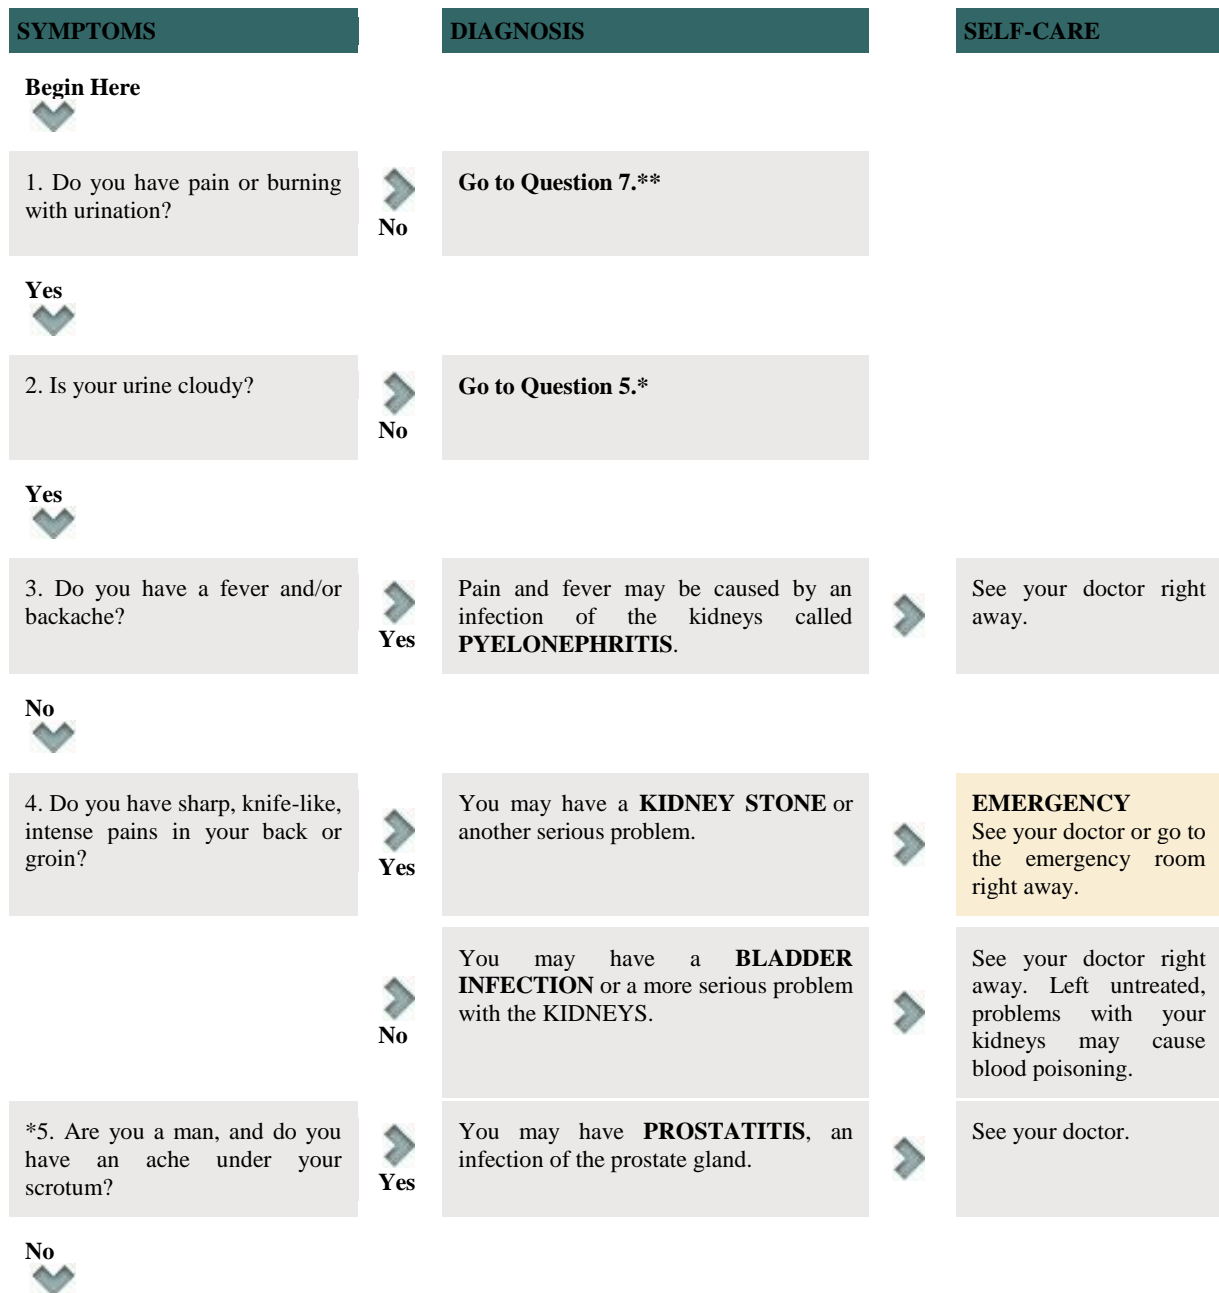 SYMPTOMS
DIAGNOSIS
SELF-CARE
Begin Here
1. Do you have pain or burning
with urination?
No
Go to Question 7.**
Yes
2. Is your urine cloudy?
No
Go to Question 5.*
Yes
3. Do you have a fever and/or
backache?
Yes
Pain and fever may be caused by an
infection of the kidneys called
PYELONEPHRITIS.
See your doctor right
away.
No
4. Do you have sharp, knife-like,
intense pains in your back or
groin?
Yes
You may have a KIDNEY STONE or
another serious problem.
EMERGENCY
See your doctor or go to
the emergency room
right away.
No
You may have a BLADDER
INFECTION or a more serious problem
with the KIDNEYS.
See your doctor right
away. Left untreated,
problems with your
kidneys may cause
blood poisoning.
*5. Are you a man, and do you
have an ache under your
scrotum?
Yes
You may have PROSTATITIS, an
infection of the prostate gland.
See your doctor.
No